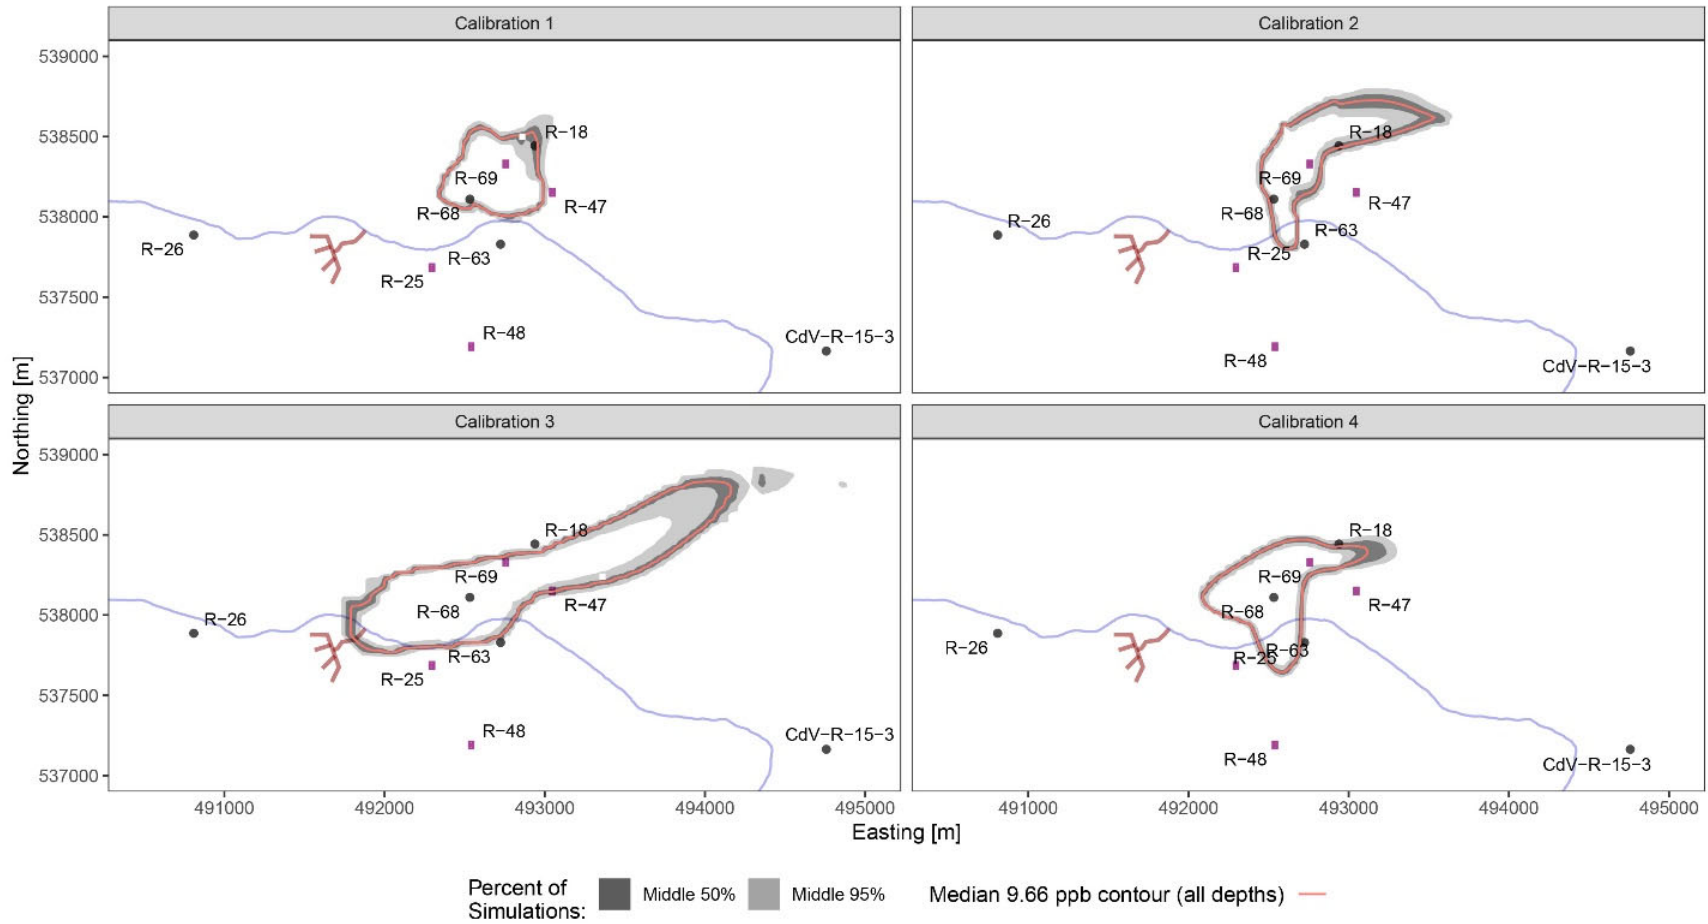 Calibration 1
Calibration 2
539000
538500
538000
537500
537000
R−18
R−69
R−68
R−47
R−26
R−63
R−25
R−48
CdV−R−15−3
R−18
R−69
R−68
R−47
R−26
R−63
R−25
R−48
CdV−R−15−3
Northing [m]
Calibration 3
Calibration 4
539000
538500
538000
537500
537000
R−18
R−69
R−68
R−47
R−26
R−63
R−25
R−48
CdV−R−15−3
R−18
R−69
R−68
R−47
R−26
R−63
R−25
R−48
CdV−R−15−3
491000 492000 493000 494000 495000
491000 492000 493000 494000 495000
Easting [m]
Percent of
Simulations:
Middle 50%
Middle 95%
Median 9.66 ppb contour (all depths)